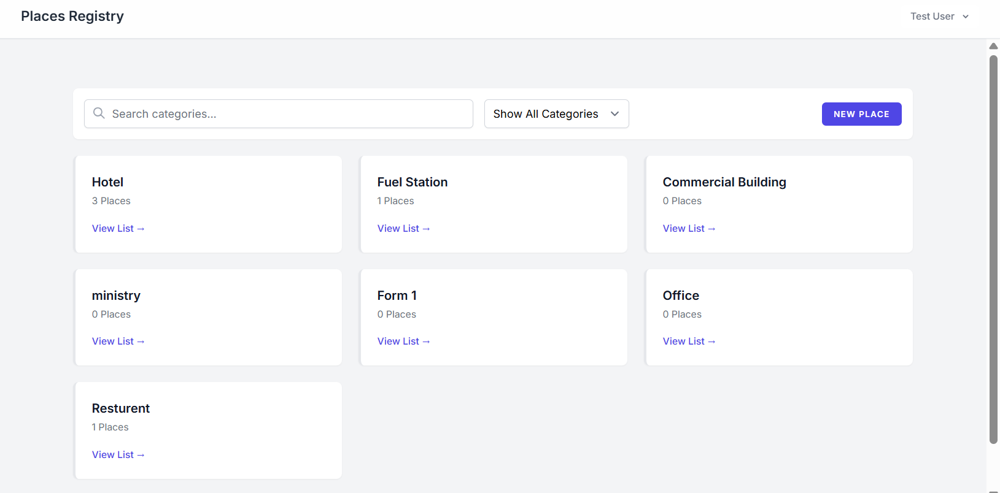 Places Registry
Test User
Search categories...
Show All Categories
NEW PLACE
Hotel
3 Places
View List →
Fuel Station
1 Places
View List →
Commercial Building
0 Places
View List →
ministry
0 Places
View List →
Form 1
0 Places
View List →
Office
0 Places
View List →
Resturent
1 Places
View List →